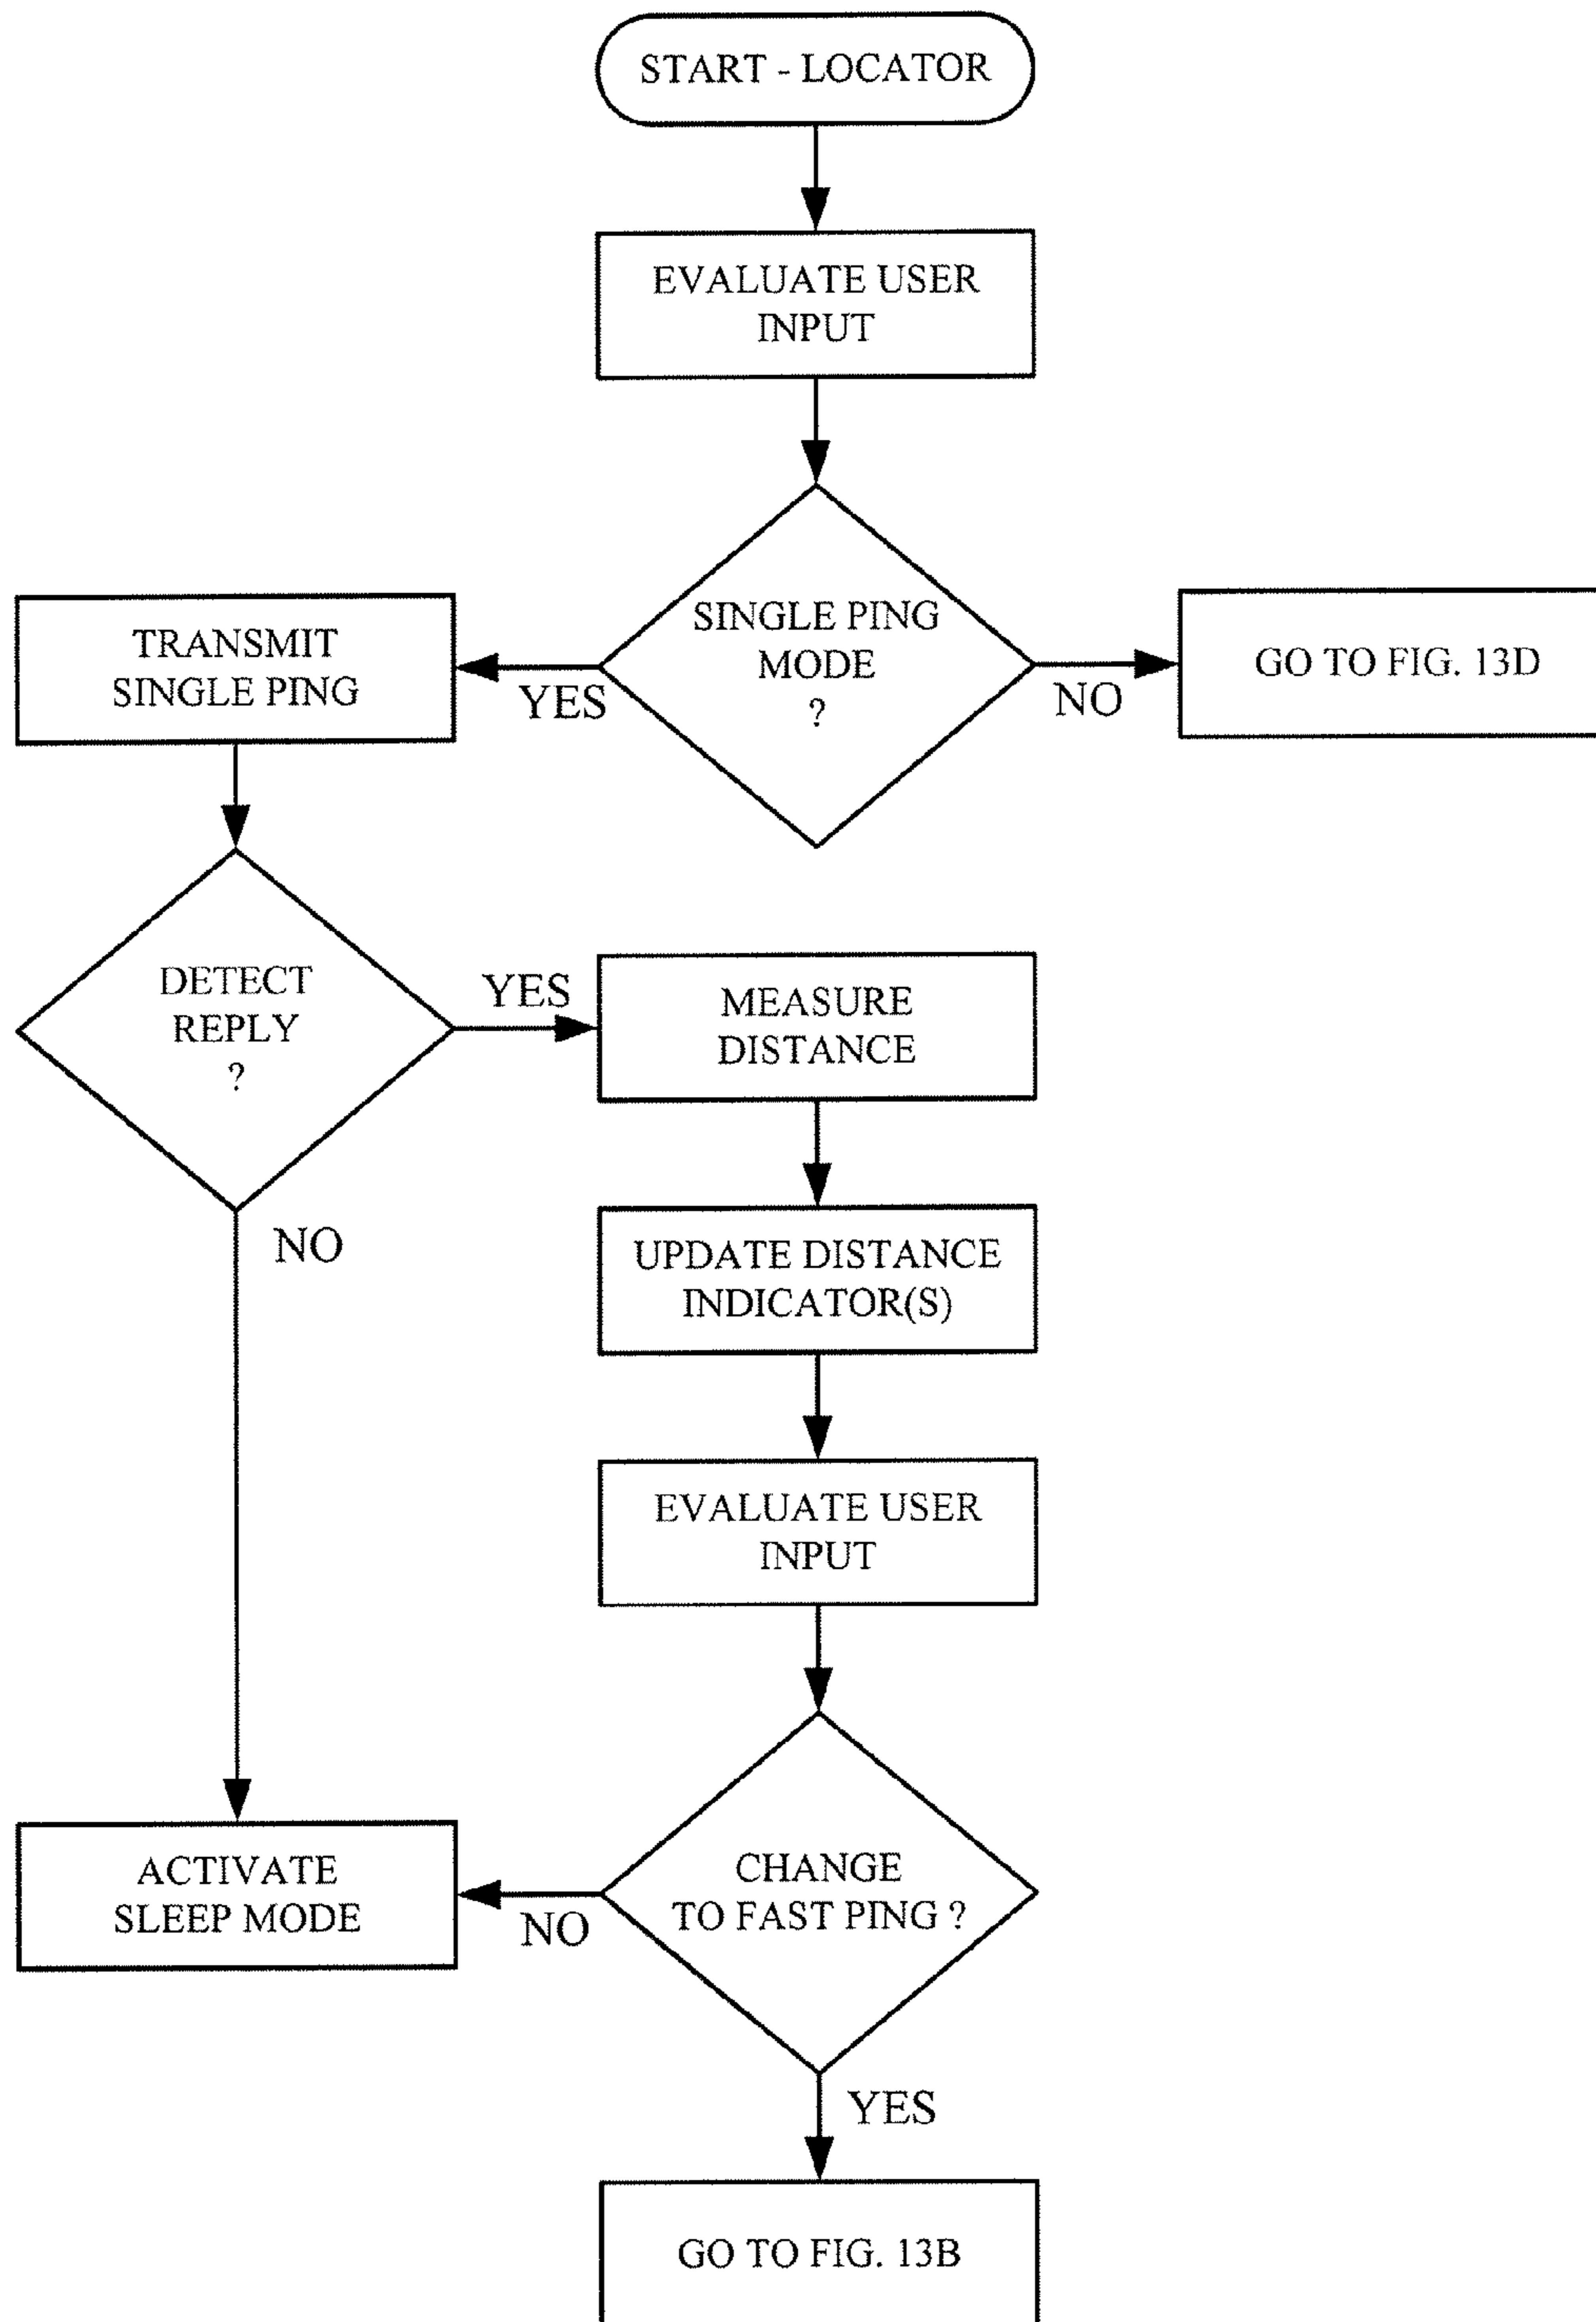 START - LOCATOR
EVALUATE USER
INPUT
SINGLE PING
MODE
?
YES
NO
TRANSMIT
SINGLE PING
GO TO FIG. 13D
DETECT
REPLY
?
YES
NO
MEASURE
DISTANCE
UPDATE DISTANCE
INDICATOR(S)
EVALUATE USER
INPUT
CHANGE
TO FAST PING ?
NO
YES
ACTIVATE
SLEEP MODE
GO TO FIG. 13B